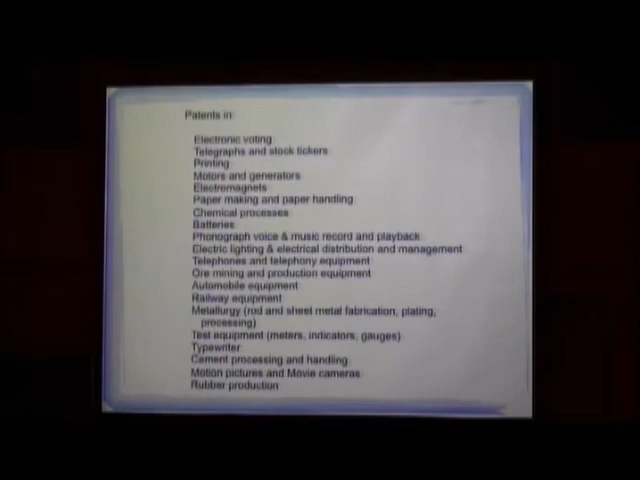 Patents in:
Electronic voting
Telegraphs and stock tickers
Printing
Motors and generators
Electromagnets
Paper making and paper handling
Chemical processes
Batteries
Phonograph voice & music record and playback
Electric lighting & electrical distribution and management
Telephones and telephony equipment
Ore mining and production equipment
Automobile equipment
Railway equipment
Metallurgy (rod and sheet metal fabrication, plating,
processing)
Test equipment (meters, indicators, gauges)
Typewriter
Cement processing and handling
Motion pictures and Movie cameras
Rubber production